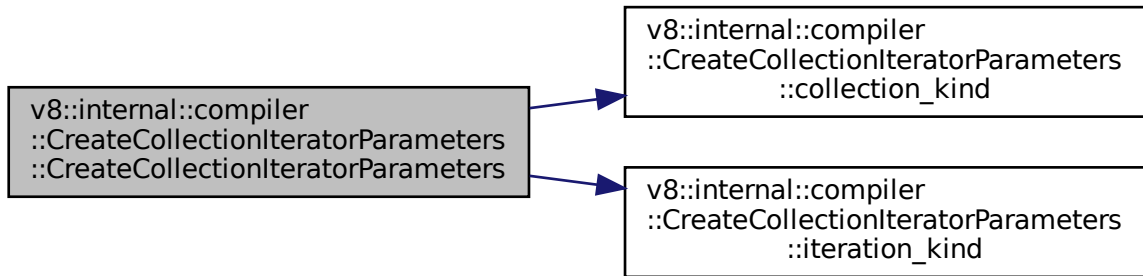 v8::internal::compiler
::CreateCollectionIteratorParameters
::CreateCollectionIteratorParameters
v8::internal::compiler
::CreateCollectionIteratorParameters
::collection_kind
v8::internal::compiler
::CreateCollectionIteratorParameters
::iteration_kind